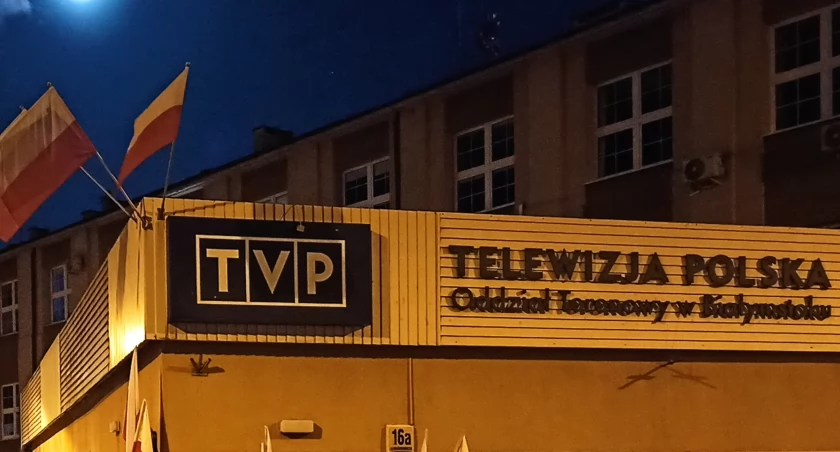 TVP
TELEWIZJA POLSKA
Oddział Terenowy w Białymstoku
16a